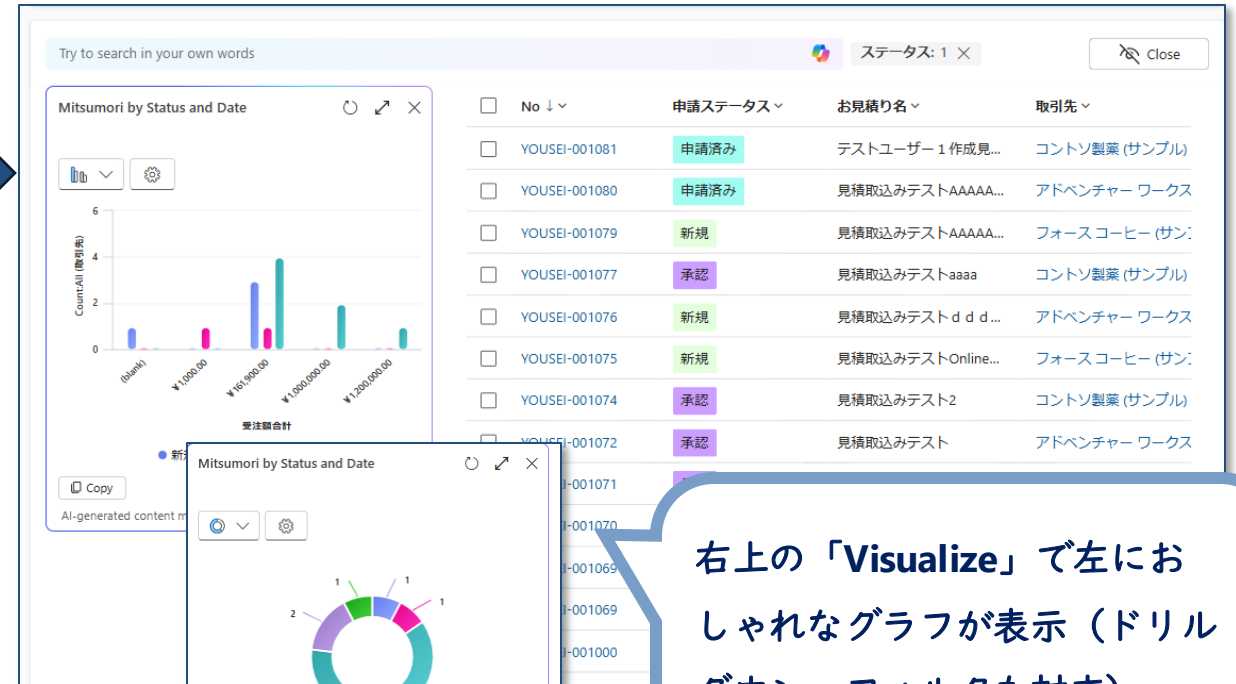 Try to search in your own words
ステータス: 1
Close
Mitsumori by Status and Date
6
4
2
0
Count:All (取引先)
(blank)
¥1,000.00
¥161,900.00
¥1,000,000.00
¥1,200,000.00
受注額合計
Copy
AI-generated content
No 申請ステータス お見積り名 取引先
YOUSEI-001081 申請済み テストユーザー１作成見... コントソ製薬 (サンプル)
YOUSEI-001080 申請済み 見積取込みテストAAAAA... アドベンチャー ワークス
YOUSEI-001079 新規 見積取込みテストAAAAA... フォース コーヒー (サン
YOUSEI-001077 承認 見積取込みテストaaaa コントソ製薬 (サンプル)
YOUSEI-001076 新規 見積取込みテストｄｄｄ... アドベンチャー ワークス
YOUSEI-001075 新規 見積取込みテストOnline... フォース コーヒー (サン
YOUSEI-001074 承認 見積取込みテスト2 コントソ製薬 (サンプル)
YOUSEI-001072 承認 見積取込みテスト アドベンチャー ワークス
-001071
-001070
-001069
-001069
-001000
Mitsumori by Status and Date
1
1
1
2
右上の「Visualize」で左にお
しゃれなグラフが表示（ドリル